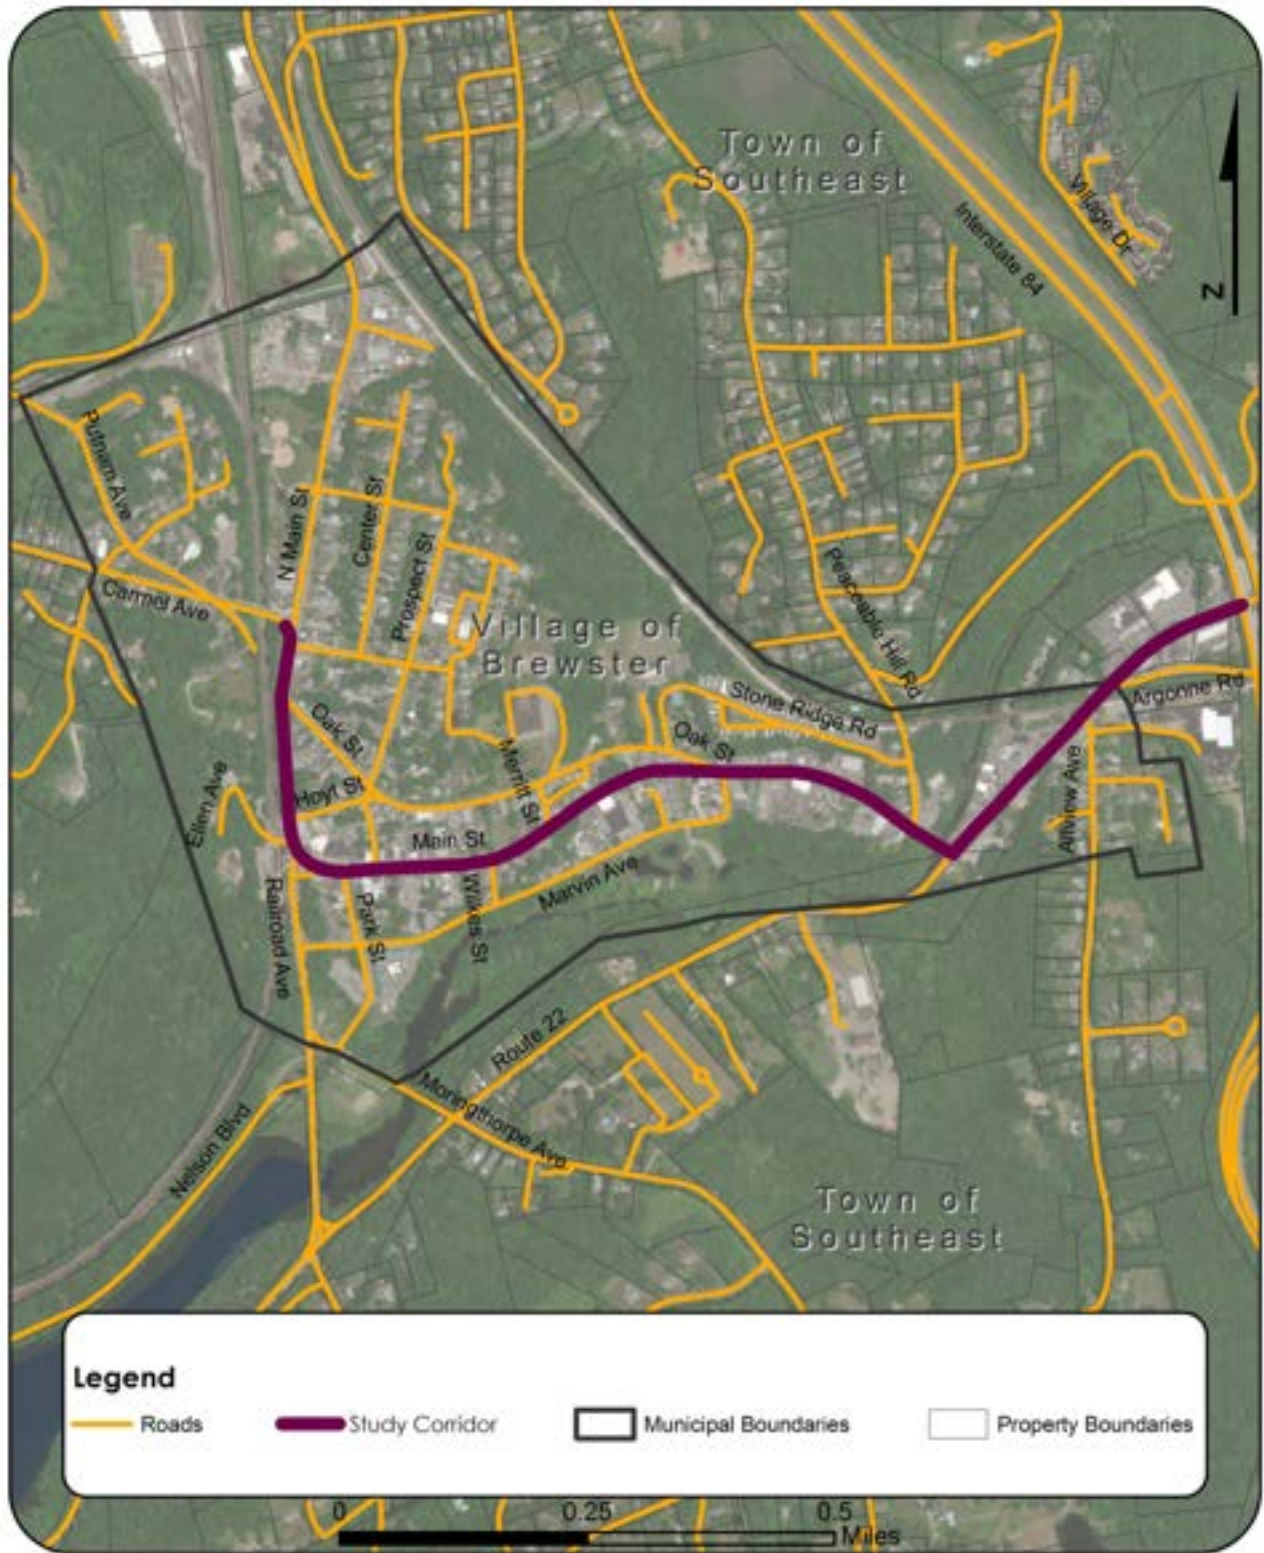 Town of
Southeast
Village Dr
Interstate 84
N
Putnam Ave
N Main St
Center St
Prospect St
Peaceable Hill Rd
Carmel Ave
Village of
Brewster
Stone Ridge Rd
Argonne Rd
Oak St
Oak St
Merritt St
Allview Ave
Ellen Ave
Hoyt St
Main St
Marvin Ave
Wilkes St
Railroad Ave
Park St
Route 22
Moringthorpe Ave
Nelson Blvd
Town of
Southeast
Legend
Roads
Study Corridor
Municipal Boundaries
Property Boundaries
0 0.25 0.5
Miles